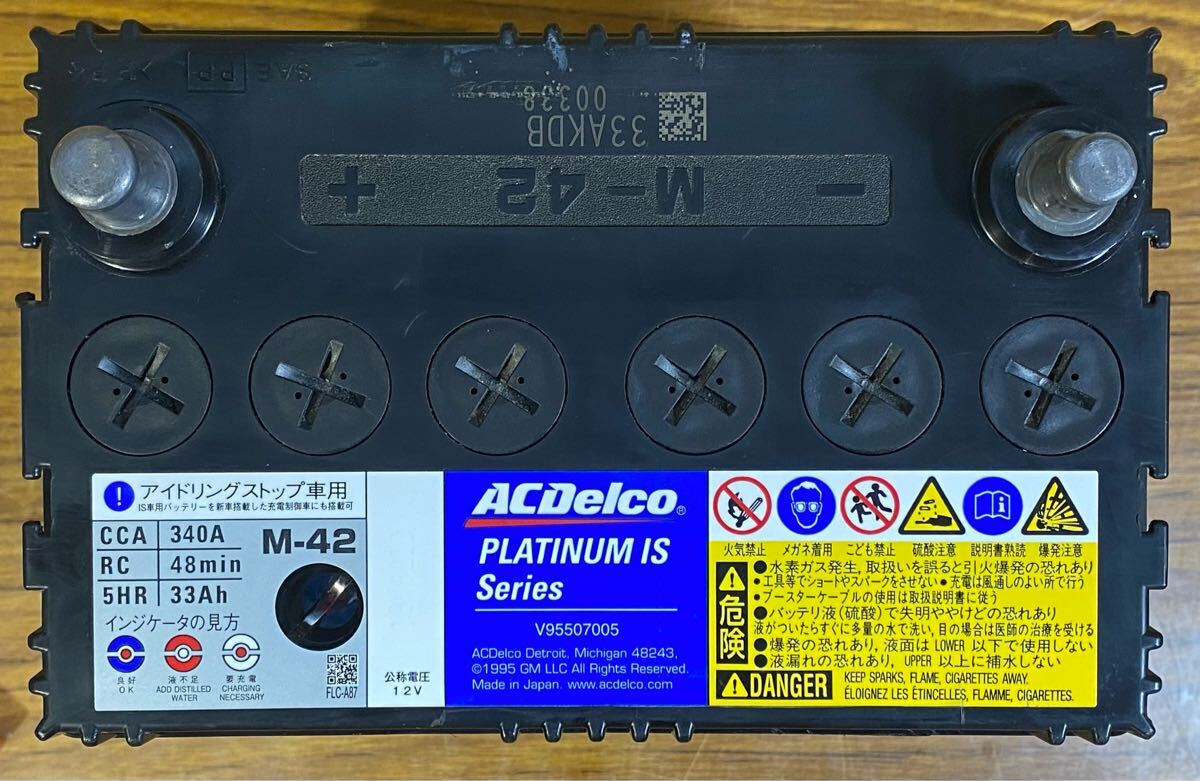 SAE PP
00338
33AKDB
− M-42 +
! アイドリングストップ車用
IS車用バッテリーを新車搭載した充電制御車にも搭載可
CCA 340A
RC 48min
5HR 33Ah
M-42
インジケータの見方
良好
OK
液不足
ADD DISTILLED
WATER
要充電
CHARGING
NECESSARY
FLC-A87
公称電圧
12V
ACDelco®
PLATINUM IS
Series
V95507005
ACDelco Detroit, Michigan 48243,
©1995 GM LLC All Rights Reserved.
Made in Japan. www.acdelco.com
火気禁止 メガネ着用 こども禁止 硫酸注意 説明書熟読 爆発注意
危険
●水素ガス発生,取扱いを誤ると引火爆発の恐れあり
•工具等でショートやスパークをさせない●充電は風通しのよい所で行う
•ブースターケーブルの使用は取扱説明書に従う
●バッテリ液(硫酸)で失明ややけどの恐れあり
液がついたらすぐに多量の水で洗い,目の場合は医師の治療を受ける
●爆発の恐れあり,液面は LOWER 以下で使用しない
●液漏れの恐れあり, UPPER 以上に補水しない
DANGER
KEEP SPARKS, FLAME, CIGARETTES AWAY.
ÉLOIGNEZ LES ÉTINCELLES, FLAMME, CIGARETTES.